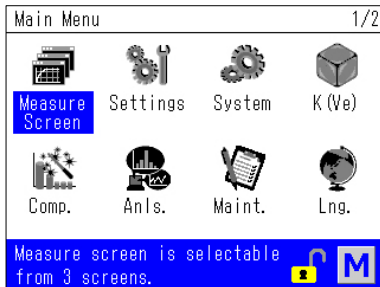 Main Menu 1/2
Measure Settings System K(Ve)
Screen
Comp. Anls. Maint. Lng.
Measure screen is selectable
from 3 screens. M